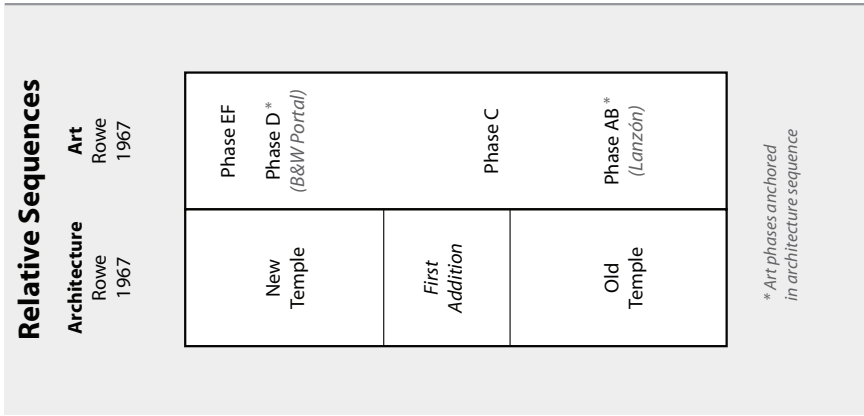 Relative Sequences
Architecture
Rowe
1967
Art
Rowe
1967
New
Temple
First
Addition
Old
Temple
Phase EF
Phase D *
(B&W Portal)
Phase C
Phase AB *
(Lanzón)
* Art phases anchored
in architecture sequence